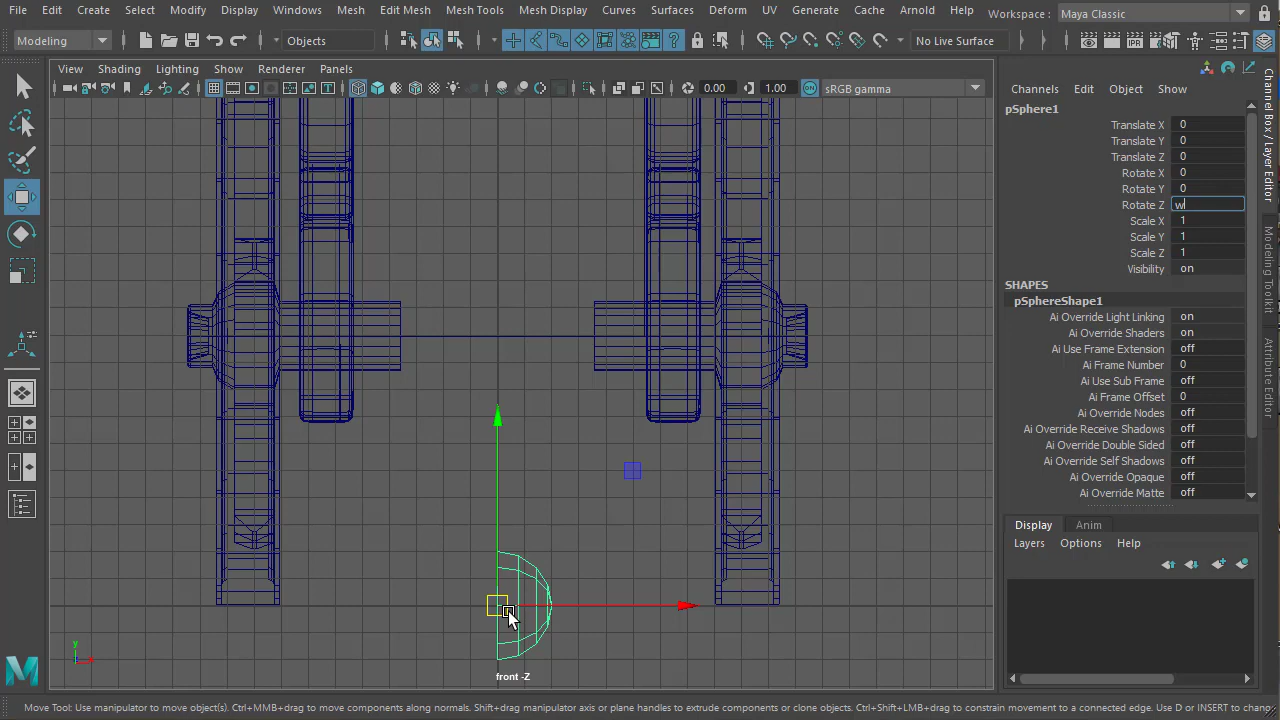 File Edit Create Select Modify Display Windows Mesh Edit Mesh Mesh Tools Mesh Display Curves Surfaces Deform UV Generate Cache Arnold Help Workspace : Maya Classic
Modeling Objects No Live Surface
View Shading Lighting Show Renderer Panels
0.00 1.00 ON sRGB gamma
Channels Edit Object Show
pSphere1
Translate X 0
Translate Y 0
Translate Z 0
Rotate X 0
Rotate Y 0
Rotate Z w
Scale X 1
Scale Y 1
Scale Z 1
Visibility on
SHAPES
pSphereShape1
Ai Override Light Linking on
Ai Override Shaders on
Ai Use Frame Extension off
Ai Frame Number 0
Ai Use Sub Frame off
Ai Frame Offset 0
Ai Override Nodes off
Ai Override Receive Shadows off
Ai Override Double Sided off
Ai Override Self Shadows off
Ai Override Opaque off
Ai Override Matte off
Display Anim
Layers Options Help
Channel Box / Layer Editor
Modeling Toolkit
Attribute Editor
y
x
front -Z
M
Move Tool: Use manipulator to move object(s). Ctrl+MMB+drag to move components along normals. Shift+drag manipulator axis or plane handles to extrude components or clone objects. Ctrl+Shift+LMB+drag to constrain movement to a connected edge. Use D or INSERT to change